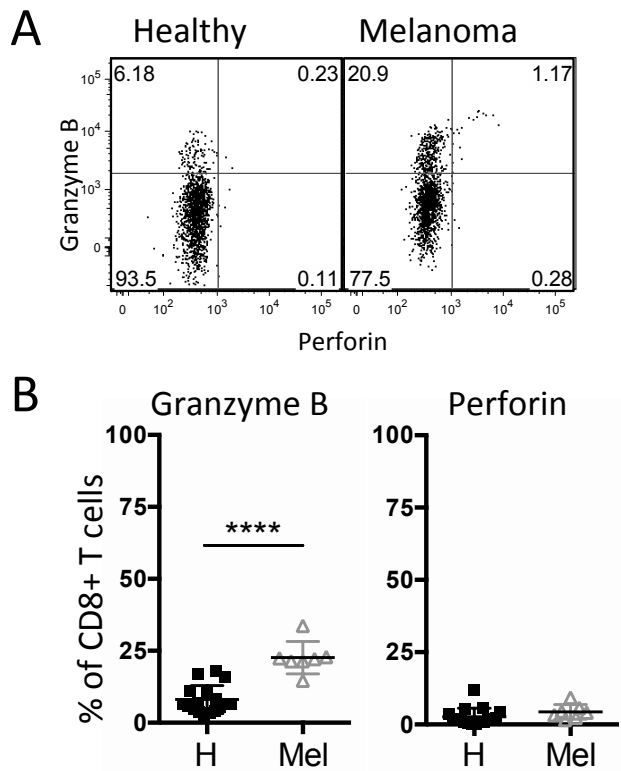 A
Healthy Melanoma
6.18 0.23 20.9 1.17
10⁵
10⁴
10³
0
Granzyme B
93.5 0.11 77.5 0.28
0 10² 10³ 10⁴ 10⁵ 0 10² 10³ 10⁴ 10⁵
Perforin
B
Granzyme B Perforin
% of CD8+ T cells
100 100
75 75
****
50 50
25 25
0 0
H Mel H Mel